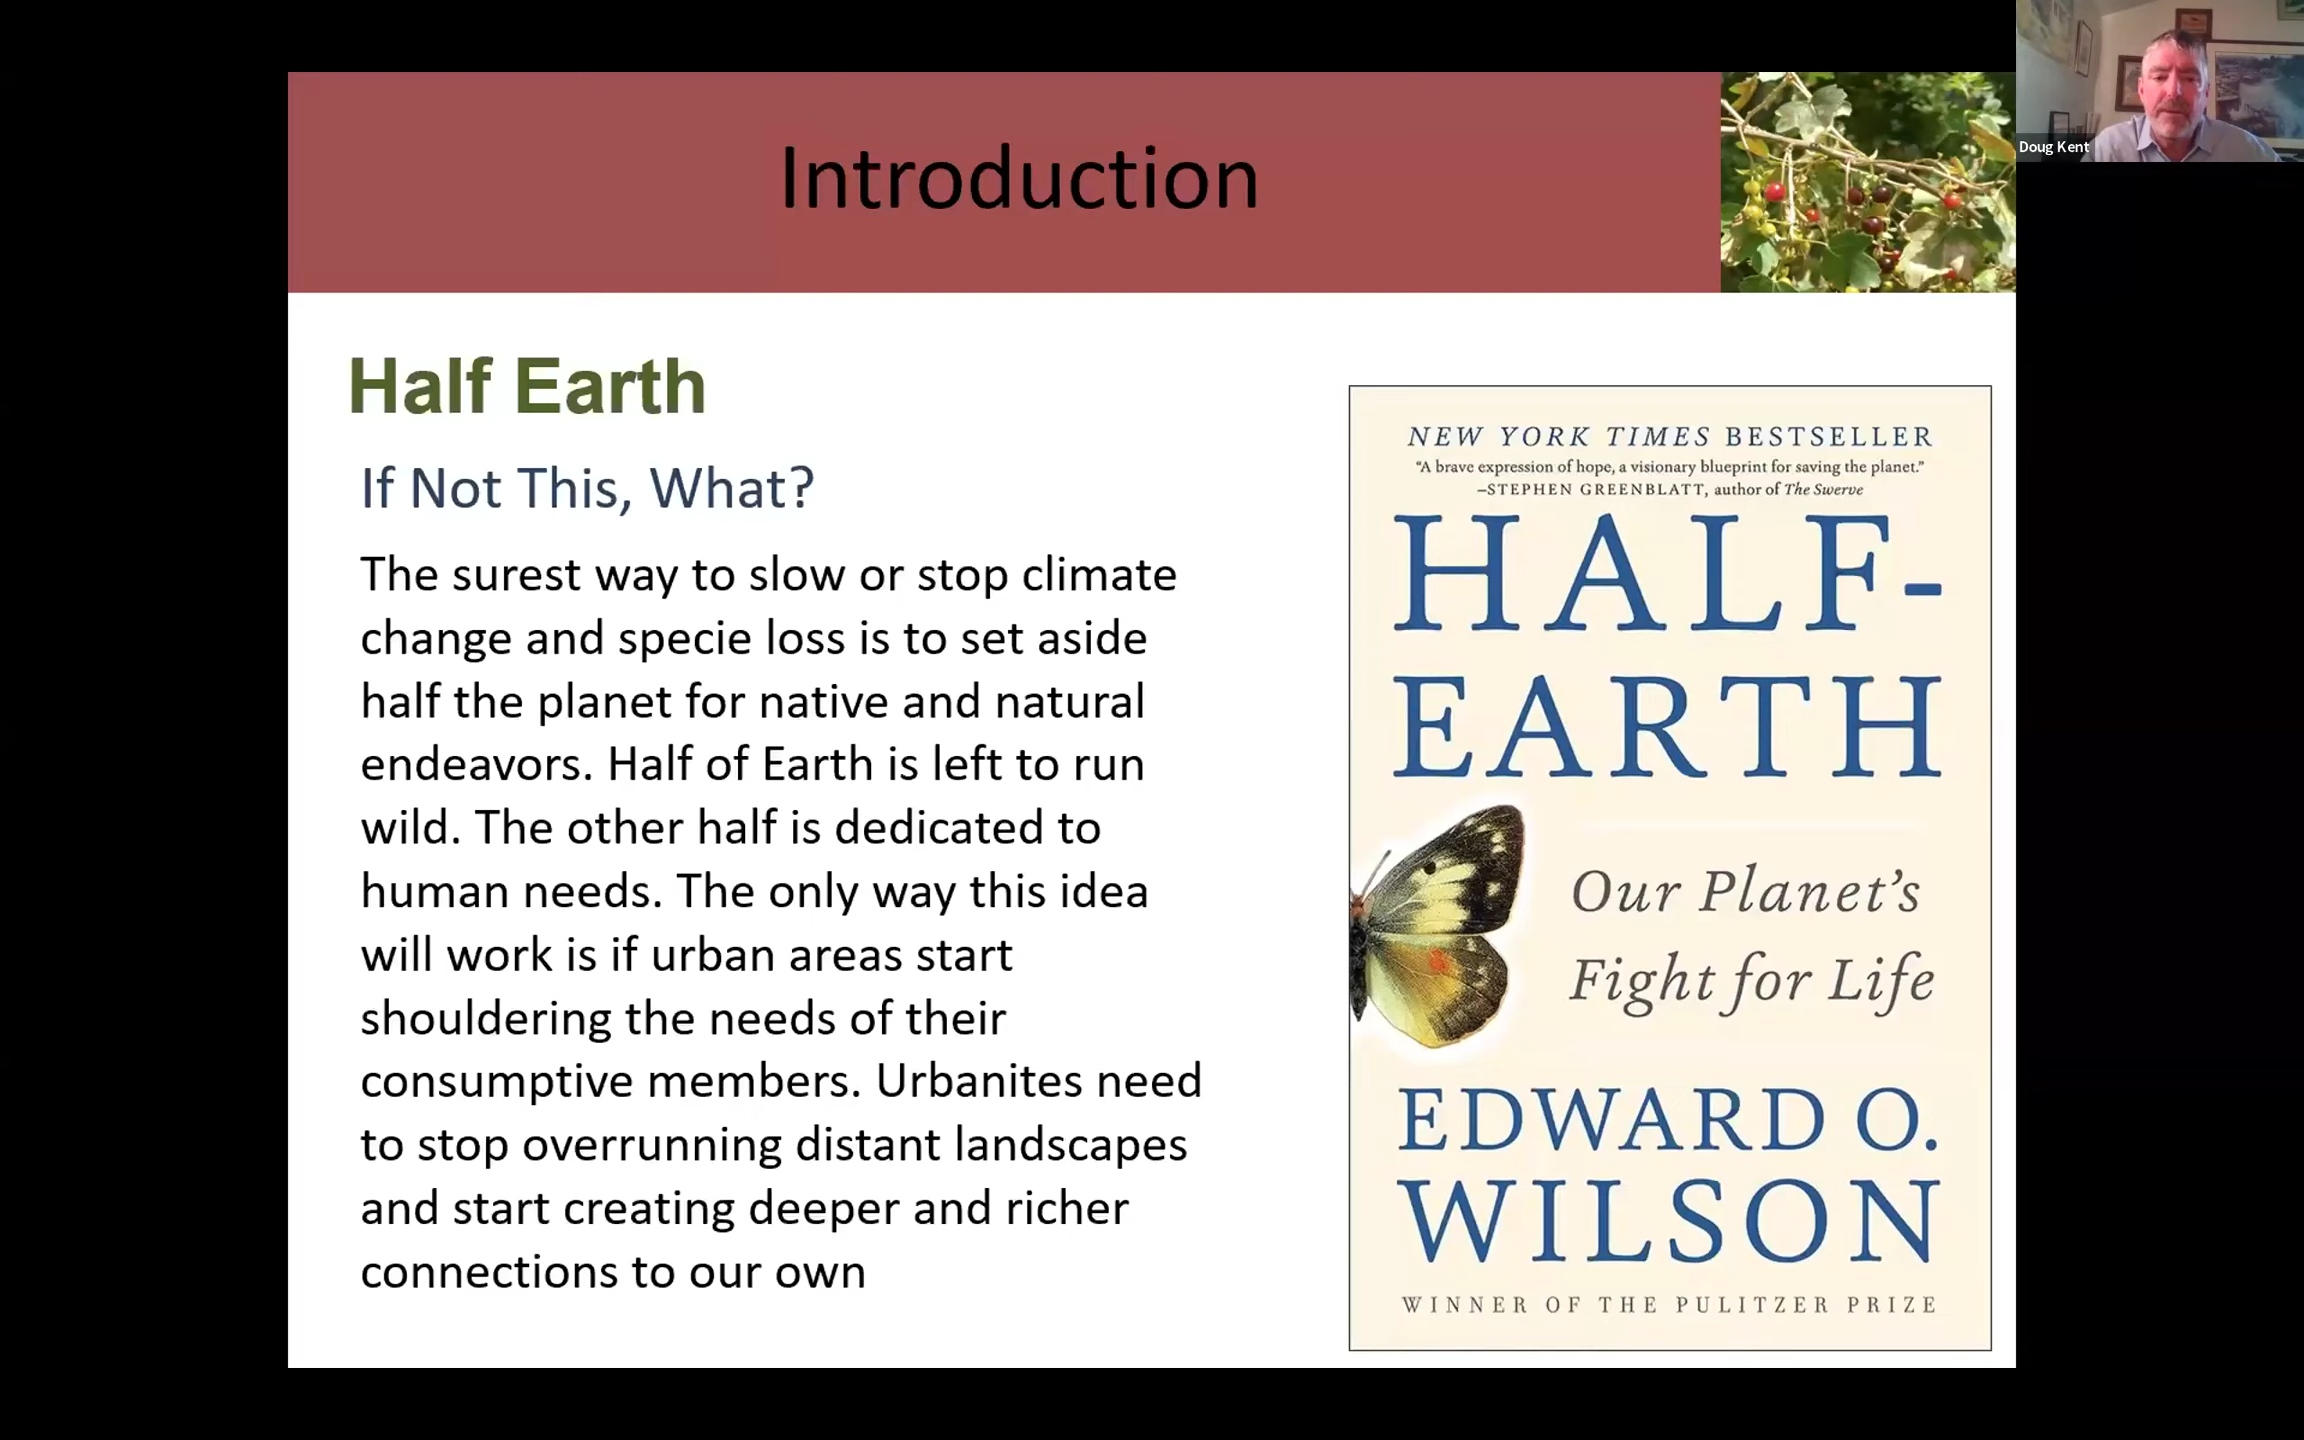 Introduction
Doug Kent
Half Earth
If Not This, What?
The surest way to slow or stop climate
change and specie loss is to set aside
half the planet for native and natural
endeavors. Half of Earth is left to run
wild. The other half is dedicated to
human needs. The only way this idea
will work is if urban areas start
shouldering the needs of their
consumptive members. Urbanites need
to stop overrunning distant landscapes
and start creating deeper and richer
connections to our own
NEW YORK TIMES BESTSELLER
“A brave expression of hope, a visionary blueprint for saving the planet.”
–STEPHEN GREENBLATT, author of The Swerve
HALF-
EARTH
Our Planet’s
Fight for Life
EDWARD O.
WILSON
WINNER OF THE PULITZER PRIZE